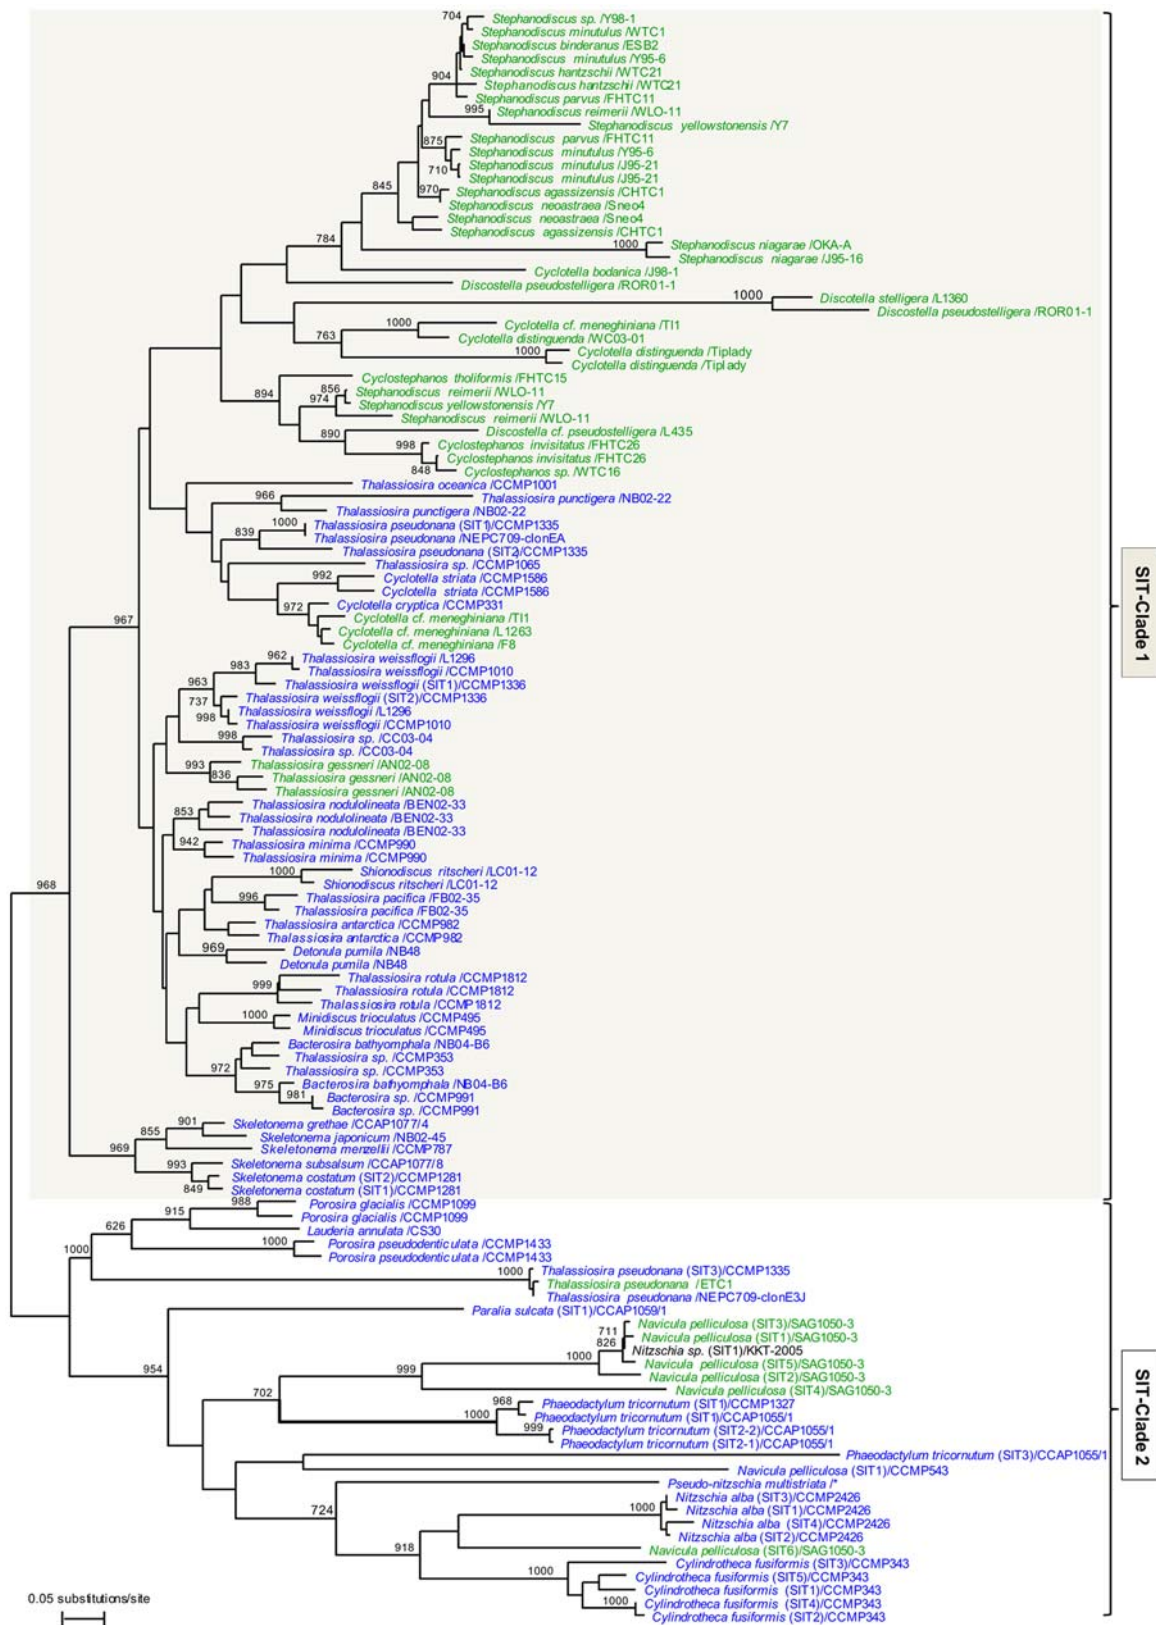 704
Stephanodiscus sp. /Y98-1
Stephanodiscus minutulus /WTC1
Stephanodiscus binderanus /ESB2
Stephanodiscus minutulus /Y95-6
Stephanodiscus hantzschii /WTC21
904
Stephanodiscus hantzschii /WTC21
Stephanodiscus parvus /FHTC11
995
Stephanodiscus reimerii /WLO-11
Stephanodiscus yellowstonensis /Y7
875
Stephanodiscus parvus /FHTC11
Stephanodiscus minutulus /Y95-6
710
Stephanodiscus minutulus /J95-21
Stephanodiscus minutulus /J95-21
845
970
Stephanodiscus agassizensis /CHTC1
Stephanodiscus neoastraea /Sneo4
Stephanodiscus neoastraea /Sneo4
Stephanodiscus agassizensis /CHTC1
784
1000
Stephanodiscus niagarae /OKA-A
Stephanodiscus niagarae /J95-16
Cyclotella bodanica /J98-1
Discostella pseudostelligera /ROR01-1
1000
Discotella stelligera /L1360
Discostella pseudostelligera /ROR01-1
1000
Cyclotella cf. meneghiniana /TI1
763
Cyclotella distinguenda /WC03-01
1000
Cyclotella distinguenda /Tiplady
Cyclotella distinguenda /Tiplady
Cyclostephanos tholiformis /FHTC15
894
856
Stephanodiscus reimerii /WLO-11
974
Stephanodiscus yellowstonensis /Y7
Stephanodiscus reimerii /WLO-11
890
Discostella cf. pseudostelligera /L435
998
Cyclostephanos invisitatus /FHTC26
Cyclostephanos invisitatus /FHTC26
848
Cyclostephanos sp. /WTC16
Thalassiosira oceanica /CCMP1001
966
Thalassiosira punctigera /NB02-22
Thalassiosira punctigera /NB02-22
1000
Thalassiosira pseudonana (SIT1)/CCMP1335
839
Thalassiosira pseudonana /NEPC709-clonEA
Thalassiosira pseudonana (SIT2)/CCMP1335
Thalassiosira sp. /CCMP1065
992
Cyclotella striata /CCMP1586
Cyclotella striata /CCMP1586
972
Cyclotella cryptica /CCMP331
Cyclotella cf. meneghiniana /TI1
967
Cyclotella cf. meneghiniana /L1263
Cyclotella cf. meneghiniana /F8
962
Thalassiosira weissflogii /L1296
983
Thalassiosira weissflogii /CCMP1010
963
Thalassiosira weissflogii (SIT1)/CCMP1336
737
Thalassiosira weissflogii (SIT2)/CCMP1336
998
Thalassiosira weissflogii /L1296
Thalassiosira weissflogii /CCMP1010
998
Thalassiosira sp. /CC03-04
Thalassiosira sp. /CC03-04
993
Thalassiosira gessneri /AN02-08
836
Thalassiosira gessneri /AN02-08
Thalassiosira gessneri /AN02-08
Thalassiosira nodulolineata /BEN02-33
853
Thalassiosira nodulolineata /BEN02-33
Thalassiosira nodulolineata /BEN02-33
942
Thalassiosira minima /CCMP990
Thalassiosira minima /CCMP990
1000
Shionodiscus ritscheri /LC01-12
Shionodiscus ritscheri /LC01-12
968
996
Thalassiosira pacifica /FB02-35
Thalassiosira pacifica /FB02-35
Thalassiosira antarctica /CCMP982
Thalassiosira antarctica /CCMP982
969
Detonula pumila /NB48
Detonula pumila /NB48
Thalassiosira rotula /CCMP1812
999
Thalassiosira rotula /CCMP1812
Thalassiosira rotula /CCMP1812
1000
Minidiscus trioculatus /CCMP495
Minidiscus trioculatus /CCMP495
Bacterosira bathyomphala /NB04-B6
Thalassiosira sp. /CCMP353
972
Thalassiosira sp. /CCMP353
975
Bacterosira bathyomphala /NB04-B6
981
Bacterosira sp. /CCMP991
Bacterosira sp. /CCMP991
901
Skeletonema grethae /CCAP1077/4
855
Skeletonema japonicum /NB02-45
969
Skeletonema menzellii /CCMP787
993
Skeletonema subsalsum /CCAP1077/8
Skeletonema costatum (SIT2)/CCMP1281
849
Skeletonema costatum (SIT1)/CCMP1281
SIT-Clade 1
988
Porosira glacialis /CCMP1099
915
Porosira glacialis /CCMP1099
626
Lauderia annulata /CS30
1000
Porosira pseudodenticulata /CCMP1433
1000
Porosira pseudodenticulata /CCMP1433
1000
Thalassiosira pseudonana (SIT3)/CCMP1335
Thalassiosira pseudonana /ETC1
Thalassiosira pseudonana /NEPC709-clonE3J
Paralia sulcata (SIT1)/CCAP1059/1
Navicula pelliculosa (SIT3)/SAG1050-3
711
Navicula pelliculosa (SIT1)/SAG1050-3
826
Nitzschia sp. (SIT1)/KKT-2005
1000
Navicula pelliculosa (SIT5)/SAG1050-3
954
999
Navicula pelliculosa (SIT2)/SAG1050-3
Navicula pelliculosa (SIT4)/SAG1050-3
702
968
Phaeodactylum tricornutum (SIT1)/CCMP1327
1000
Phaeodactylum tricornutum (SIT1)/CCAP1055/1
999
Phaeodactylum tricornutum (SIT2-2)/CCAP1055/1
Phaeodactylum tricornutum (SIT2-1)/CCAP1055/1
Phaeodactylum tricornutum (SIT3)/CCAP1055/1
Navicula pelliculosa (SIT1)/CCMP543
Pseudo-nitzschia multistriata /*
Nitzschia alba (SIT3)/CCMP2426
724
1000
Nitzschia alba (SIT1)/CCMP2426
Nitzschia alba (SIT4)/CCMP2426
Nitzschia alba (SIT2)/CCMP2426
918
Navicula pelliculosa (SIT6)/SAG1050-3
1000
Cylindrotheca fusiformis (SIT3)/CCMP343
Cylindrotheca fusiformis (SIT5)/CCMP343
Cylindrotheca fusiformis (SIT1)/CCMP343
1000
Cylindrotheca fusiformis (SIT4)/CCMP343
Cylindrotheca fusiformis (SIT2)/CCMP343
SIT-Clade 2
0.05 substitutions/site